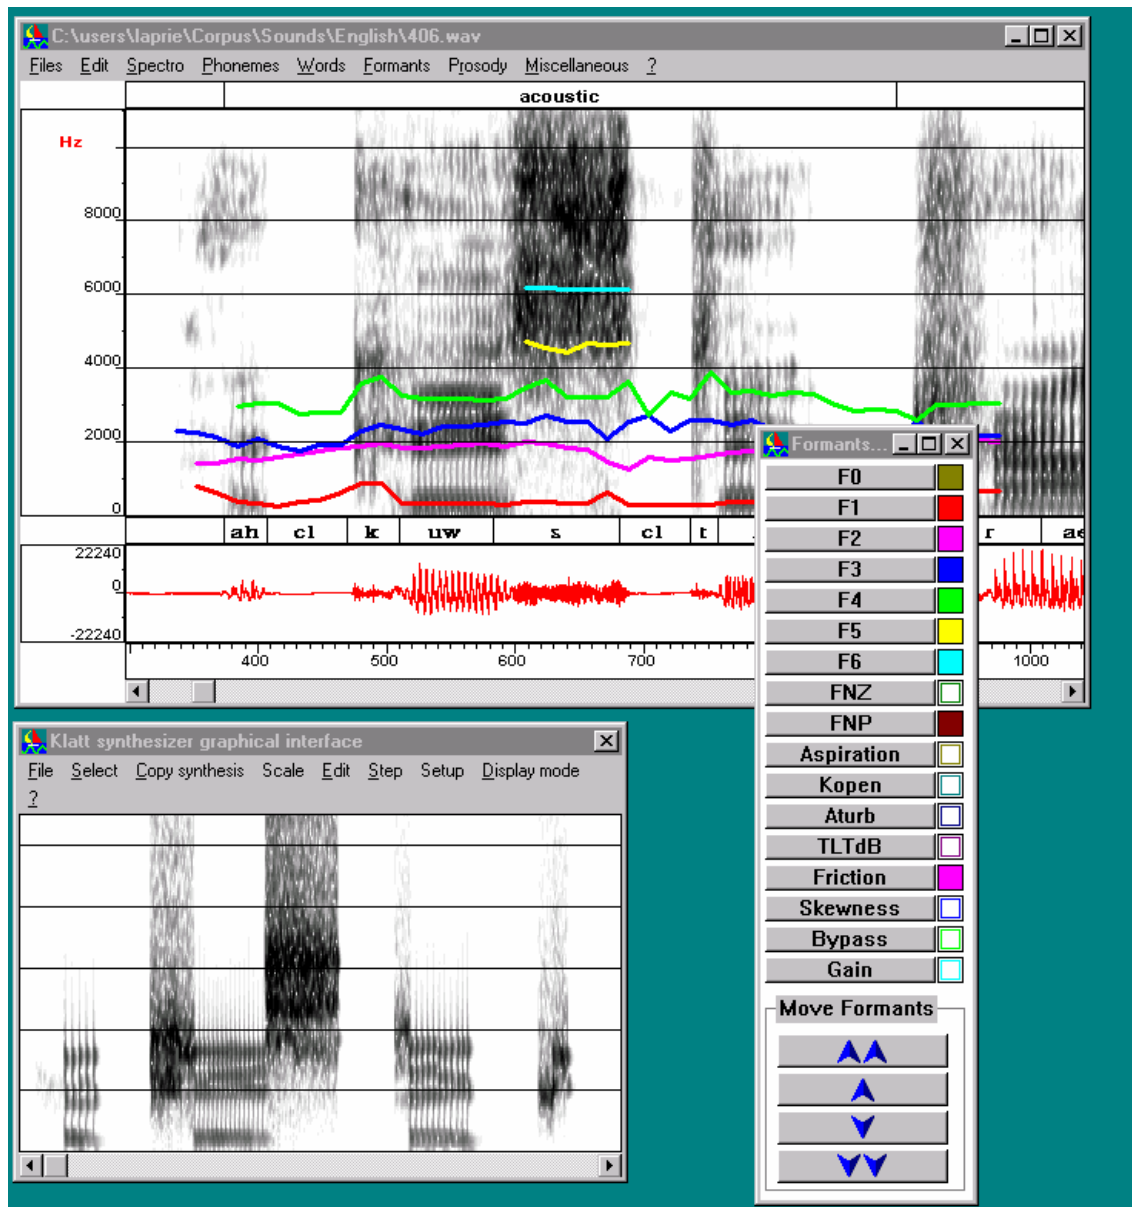 C:\users\laprie\Corpus\Sounds\English\406.wav
Files Edit Spectro Phonemes Words Formants Prosody Miscellaneous ?
acoustic
Hz
8000
6000
4000
2000
0
ah cl k uw s cl t r
22240
0
-22240
400 500 600 700 1000
Formants...
F0
F1
F2
F3
F4
F5
F6
FNZ
FNP
Aspiration
Kopen
Aturb
TLTdB
Friction
Skewness
Bypass
Gain
Move Formants
Klatt synthesizer graphical interface
File Select Copy synthesis Scale Edit Step Setup Display mode
?